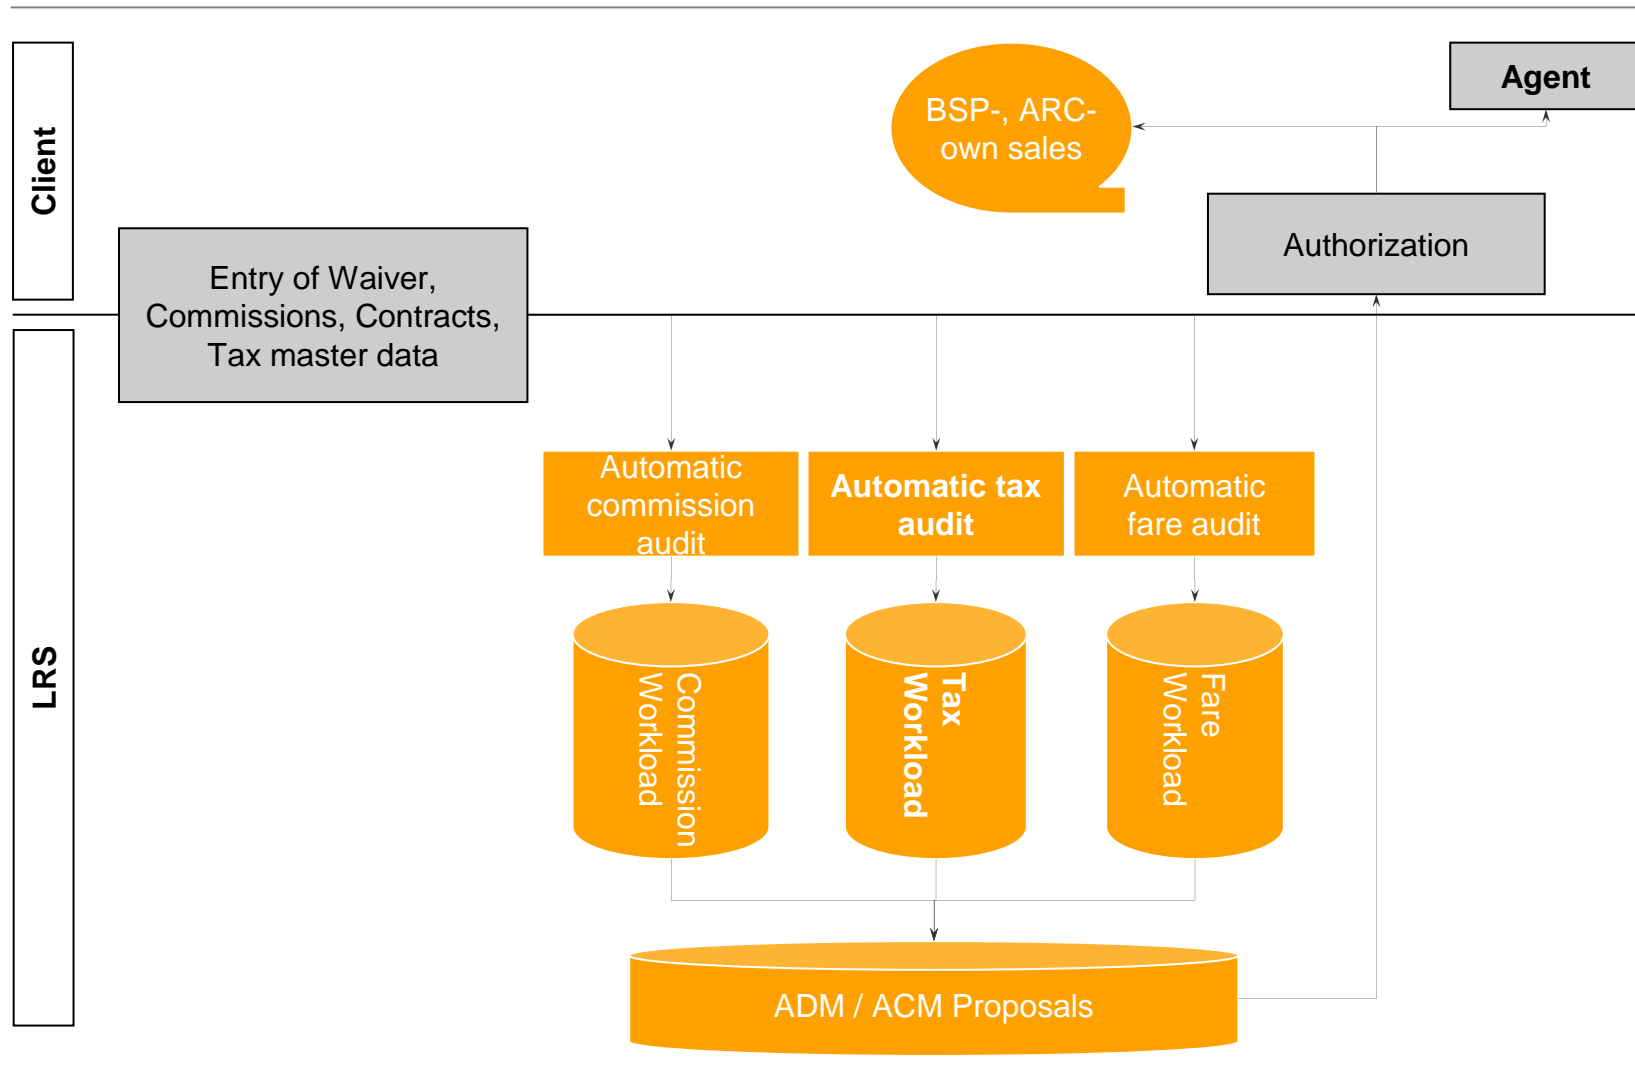 Client
BSP-, ARC-
own sales
Agent
Authorization
Entry of Waiver,
Commissions, Contracts,
Tax master data
LRS
Automatic
commission
audit
Automatic tax
audit
Automatic
fare audit
Commission
Workload
Tax
Workload
Fare
Workload
ADM / ACM Proposals